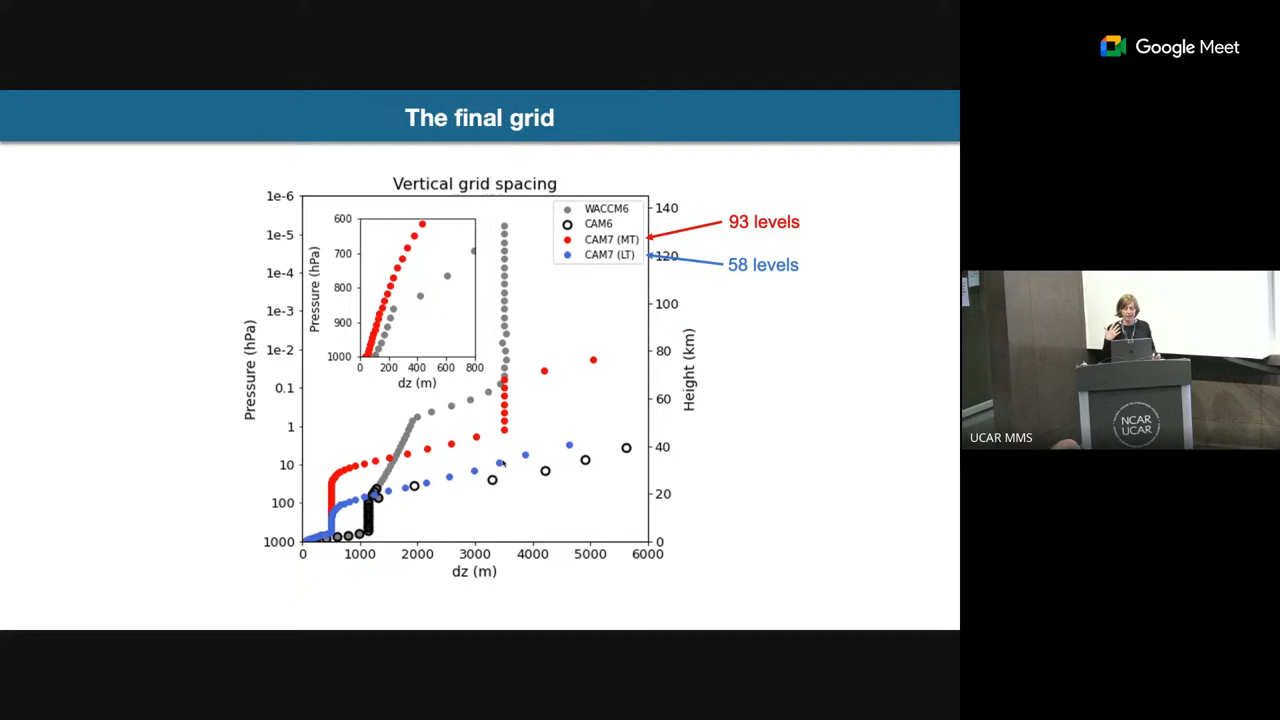 Google Meet
The final grid
Vertical grid spacing
1e-6
1e-5
1e-4
1e-3
1e-2
0.1
1
10
100
1000
Pressure (hPa)
0
1000
2000
3000
4000
5000
6000
dz (m)
140
120
100
80
60
40
20
0
Height (km)
600
700
800
900
1000
Pressure (hPa)
0
200
400
600
800
dz (m)
WACCM6
CAM6
CAM7 (MT)
CAM7 (LT)
93 levels
58 levels
NCAR
UCAR
UCAR MMS